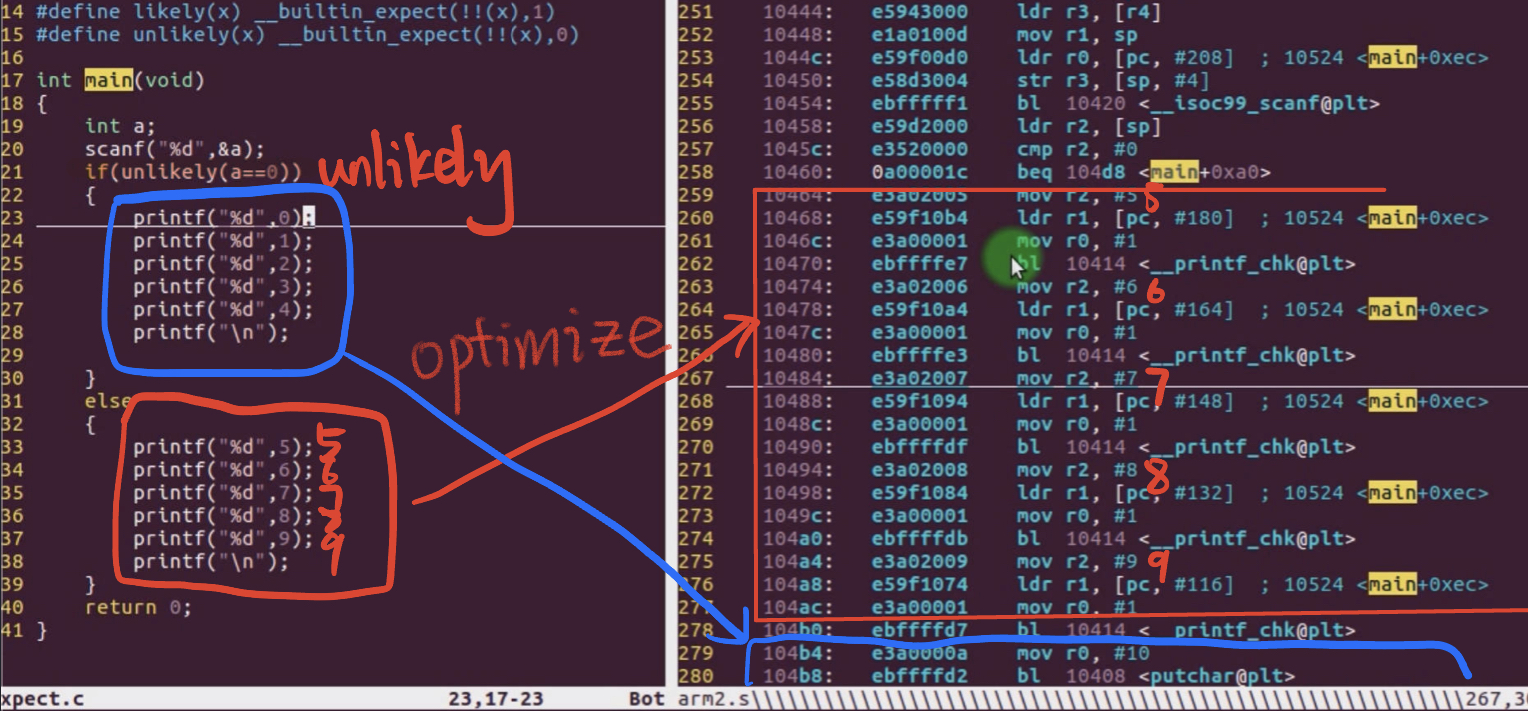 14 #define likely(x) __builtin_expect(!!(x),1)
15 #define unlikely(x) __builtin_expect(!!(x),0)
16
17 int main(void)
18 {
19 int a;
20 scanf("%d",&a);
21 if(unlikely(a==0)) unlikely
22 {
23 printf("%d",0);
24 printf("%d",1);
25 printf("%d",2);
26 printf("%d",3);
27 printf("%d",4);
28 printf("\n");
29
30 }
31 else
32 {
33 printf("%d",5); 5
34 printf("%d",6); 6
35 printf("%d",7); 7
36 printf("%d",8); 8
37 printf("%d",9); 9
38 printf("\n");
39 }
40 return 0;
41 }
xpect.c 23,17-23 Bot
optimize
251 10444: e5943000 ldr r3, [r4]
252 10448: e1a0100d mov r1, sp
253 1044c: e59f00d0 ldr r0, [pc, #208] ; 10524 <main+0xec>
254 10450: e58d3004 str r3, [sp, #4]
255 10454: ebfffff1 bl 10420 <__isoc99_scanf@plt>
256 10458: e59d2000 ldr r2, [sp]
257 1045c: e3520000 cmp r2, #0
258 10460: 0a00001c beq 104d8 <main+0xa0>
259 10464: e3a02005 mov r2, #5 5
260 10468: e59f10b4 ldr r1, [pc, #180] ; 10524 <main+0xec>
261 1046c: e3a00001 mov r0, #1
262 10470: ebffffe7 bl 10414 <__printf_chk@plt>
263 10474: e3a02006 mov r2, #6 6
264 10478: e59f10a4 ldr r1, [pc, #164] ; 10524 <main+0xec>
265 1047c: e3a00001 mov r0, #1
266 10480: ebffffe3 bl 10414 <__printf_chk@plt>
267 10484: e3a02007 mov r2, #7 7
268 10488: e59f1094 ldr r1, [pc, #148] ; 10524 <main+0xec>
269 1048c: e3a00001 mov r0, #1
270 10490: ebffffdf bl 10414 <__printf_chk@plt>
271 10494: e3a02008 mov r2, #8 8
272 10498: e59f1084 ldr r1, [pc, #132] ; 10524 <main+0xec>
273 1049c: e3a00001 mov r0, #1
274 104a0: ebffffdb bl 10414 <__printf_chk@plt>
275 104a4: e3a02009 mov r2, #9 9
276 104a8: e59f1074 ldr r1, [pc, #116] ; 10524 <main+0xec>
277 104ac: e3a00001 mov r0, #1
278 104b0: ebffffd7 bl 10414 <__printf_chk@plt>
279 104b4: e3a0000a mov r0, #10
280 104b8: ebffffd2 bl 10408 <putchar@plt>
arm2.s\\\\\\\\\\\\\\\\\\\\\\\\\\\\\\\\\\\\\\\\\\\\267,3